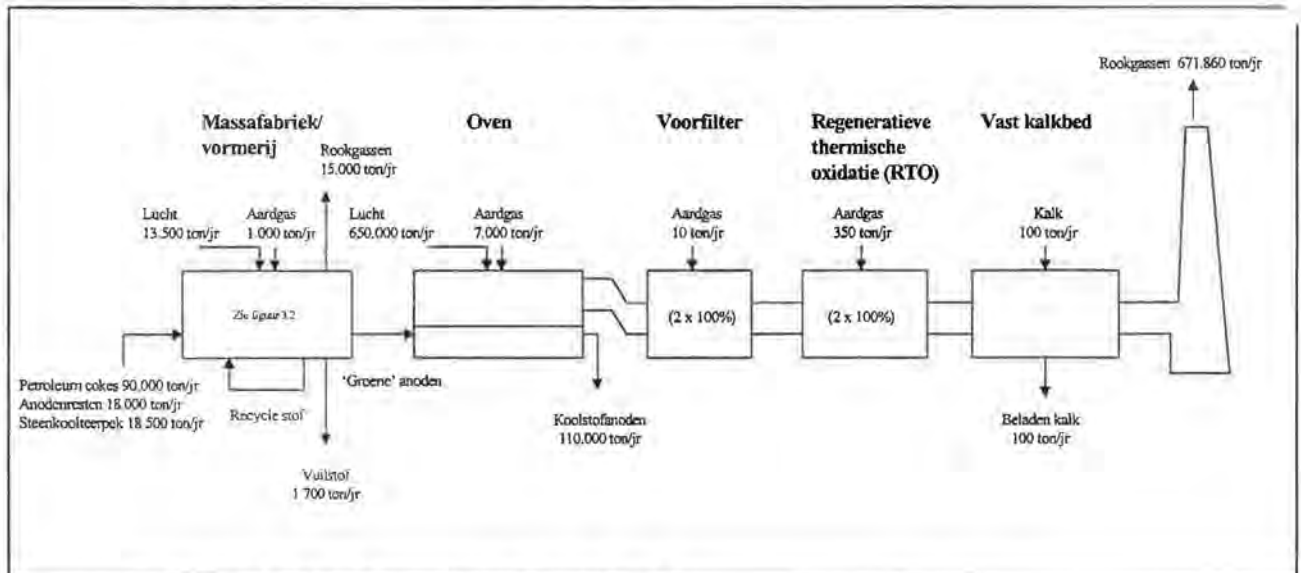 Rookgassen 671.860 ton/jr
Massafabriek/
vormerij
Oven
Voorfilter
Regeneratieve
thermische
oxidatie (RTO)
Vast kalkbed
Rookgassen
15.000 ton/jr
Lucht
13.500 ton/jr
Aardgas
1.000 ton/jr
Lucht
650.000 ton/jr
Aardgas
7.000 ton/jr
Aardgas
10 ton/jr
Aardgas
350 ton/jr
Kalk
100 ton/jr
Zie figuur 3.2
(2 x 100%)
(2 x 100%)
Petroleum cokes 90.000 ton/jr
Anodenresten 18.000 ton/jr
Steenkoolteerpek 18 500 ton/jr
Recycle stof
'Groene' anoden
Koolstofanoden
110.000 ton/jr
Beladen kalk
100 ton/jr
Vuilstof
1 700 ton/jr